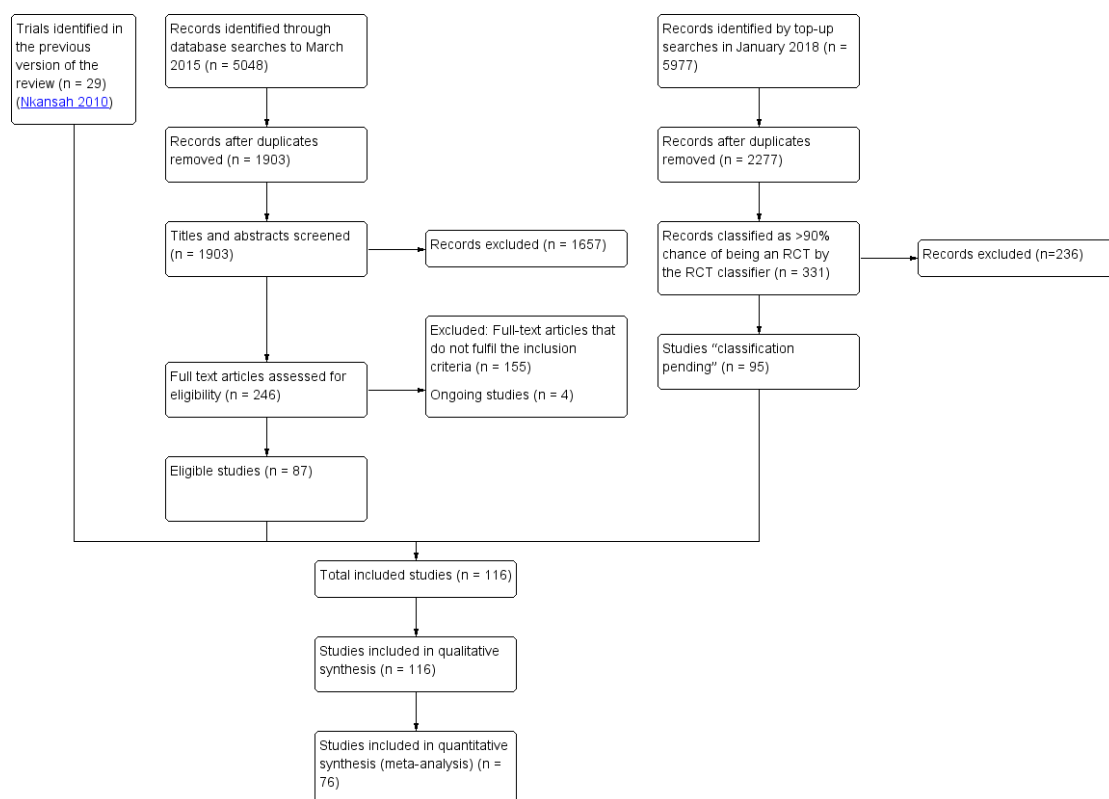 Trials identified in
the previous
version of the
review (n = 29)
(Nkansah 2010)
Records identified through
database searches to March
2015 (n = 5048)
Records identified by top-up
searches in January 2018 (n =
5977)
Records after duplicates
removed (n = 1903)
Records after duplicates
removed (n = 2277)
Titles and abstracts screened
(n = 1903)
Records excluded (n = 1657)
Records classified as >90%
chance of being an RCT by
the RCT classifier (n = 331)
Records excluded (n=236)
Full text articles assessed for
eligibility (n = 246)
Excluded: Full-text articles that
do not fulfil the inclusion
criteria (n = 155)
Ongoing studies (n = 4)
Studies “classification
pending” (n = 95)
Eligible studies (n = 87)
Total included studies (n = 116)
Studies included in qualitative
synthesis (n = 116)
Studies included in quantitative
synthesis (meta-analysis) (n =
76)